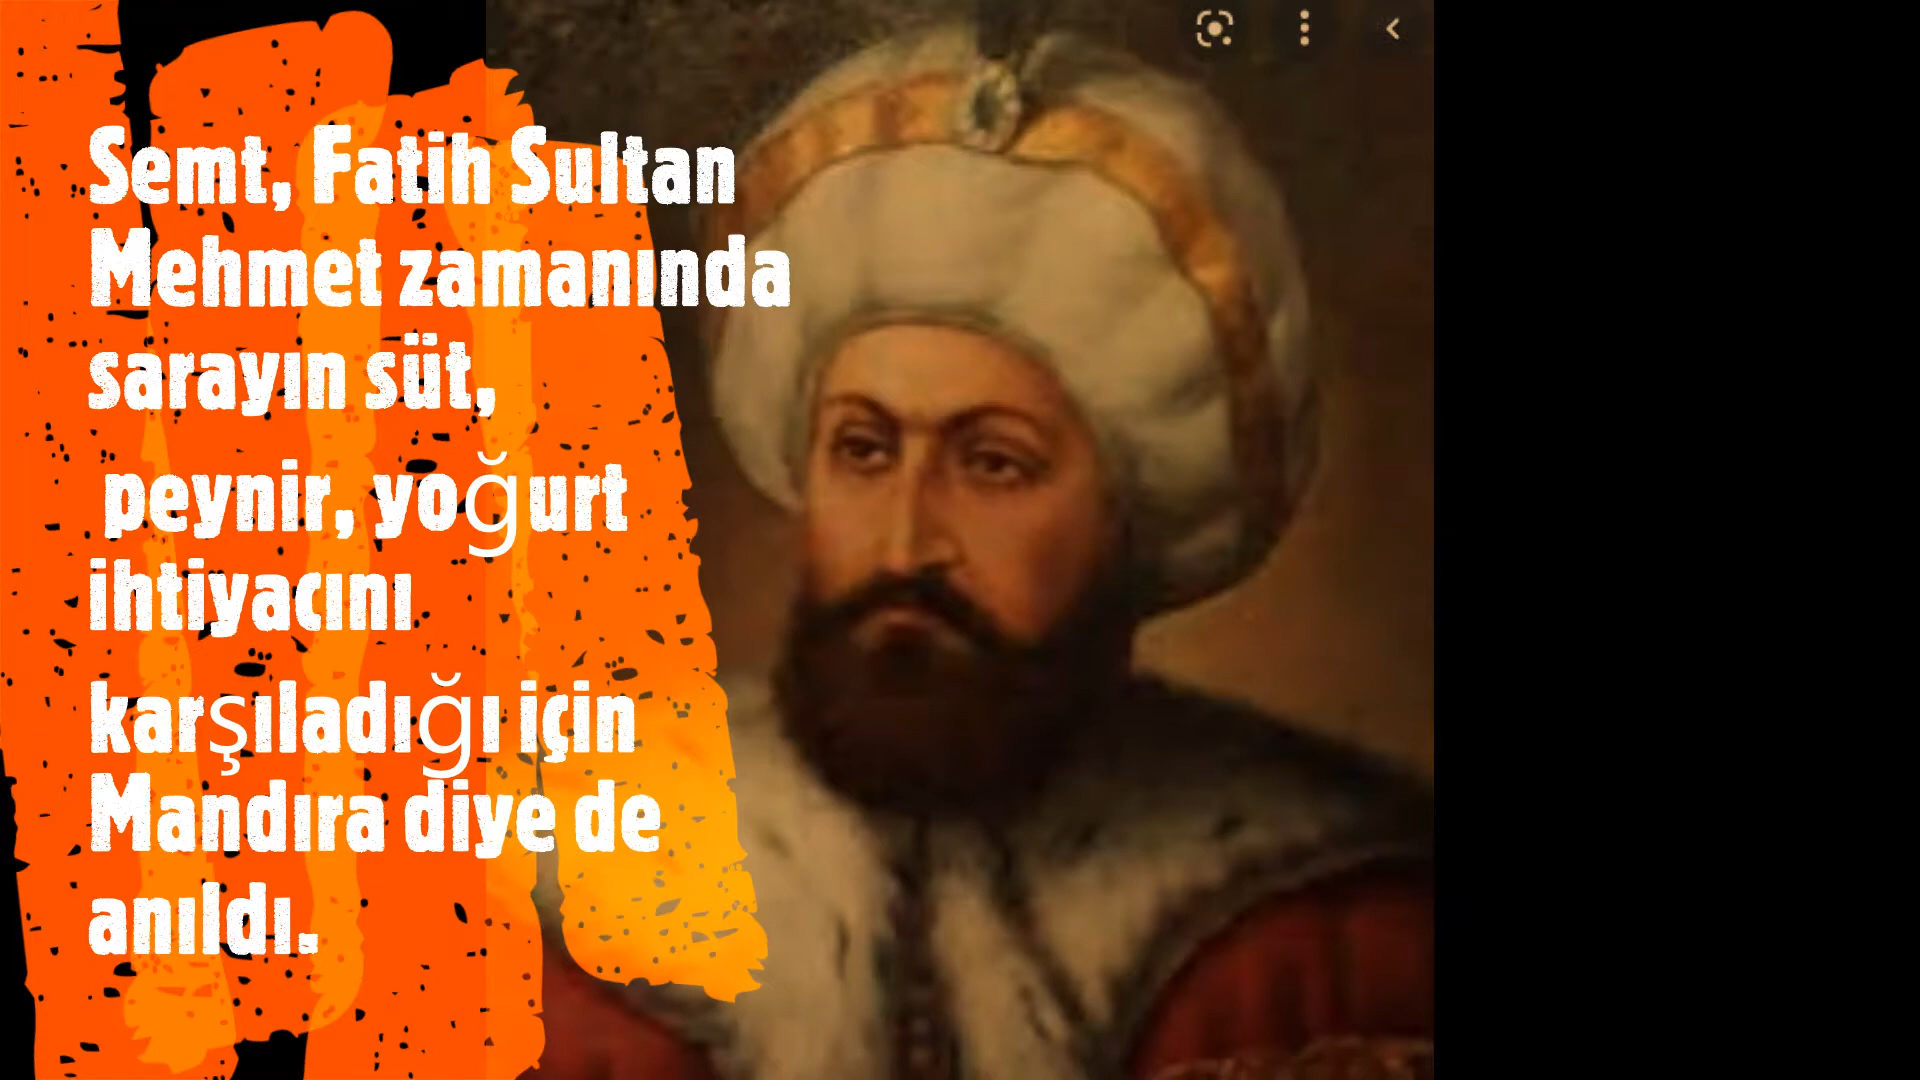 Semt, Fatih Sultan
Mehmet zamanında
sarayın süt,
peynir, yoğurt
ihtiyacını
karşıladığı için
Mandıra diye de
anıldı.